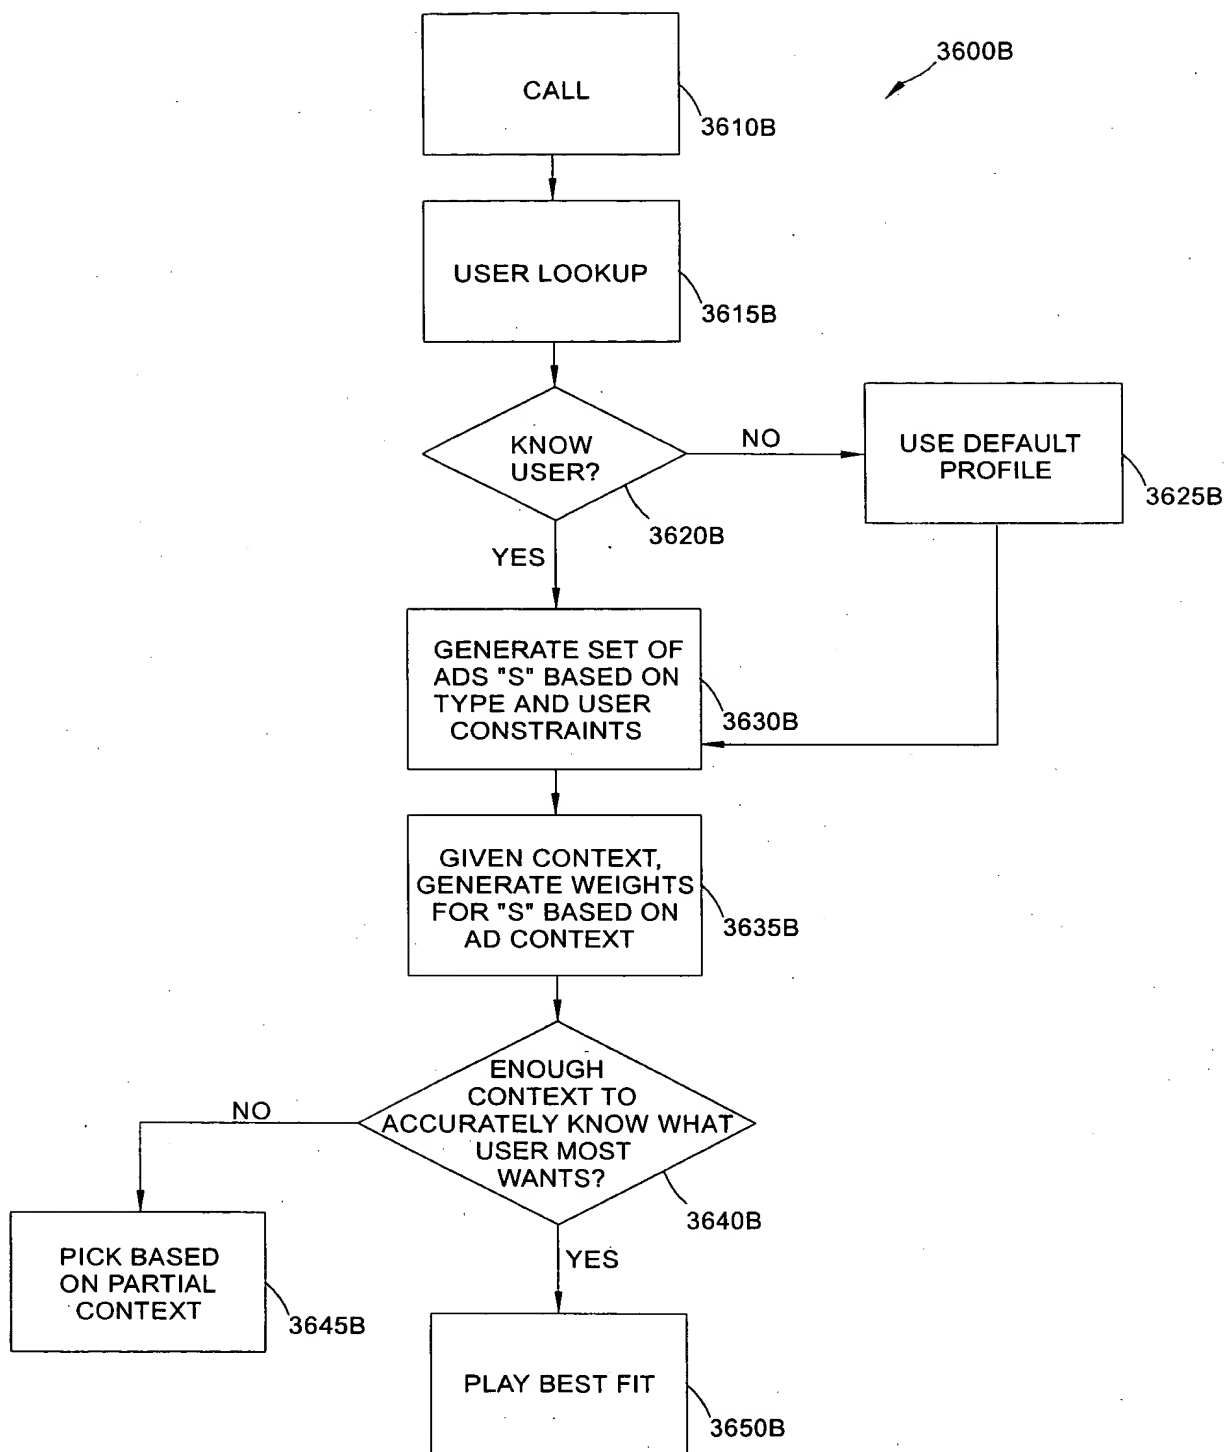 3600B
CALL
3610B
USER LOOKUP
3615B
KNOW
USER?
NO
USE DEFAULT
PROFILE
3625B
3620B
YES
GENERATE SET OF
ADS "S" BASED ON
TYPE AND USER
CONSTRAINTS
3630B
GIVEN CONTEXT,
GENERATE WEIGHTS
FOR "S" BASED ON
AD CONTEXT
3635B
ENOUGH
CONTEXT TO
ACCURATELY KNOW WHAT
USER MOST
WANTS?
NO
3640B
PICK BASED
ON PARTIAL
CONTEXT
3645B
YES
PLAY BEST FIT
3650B